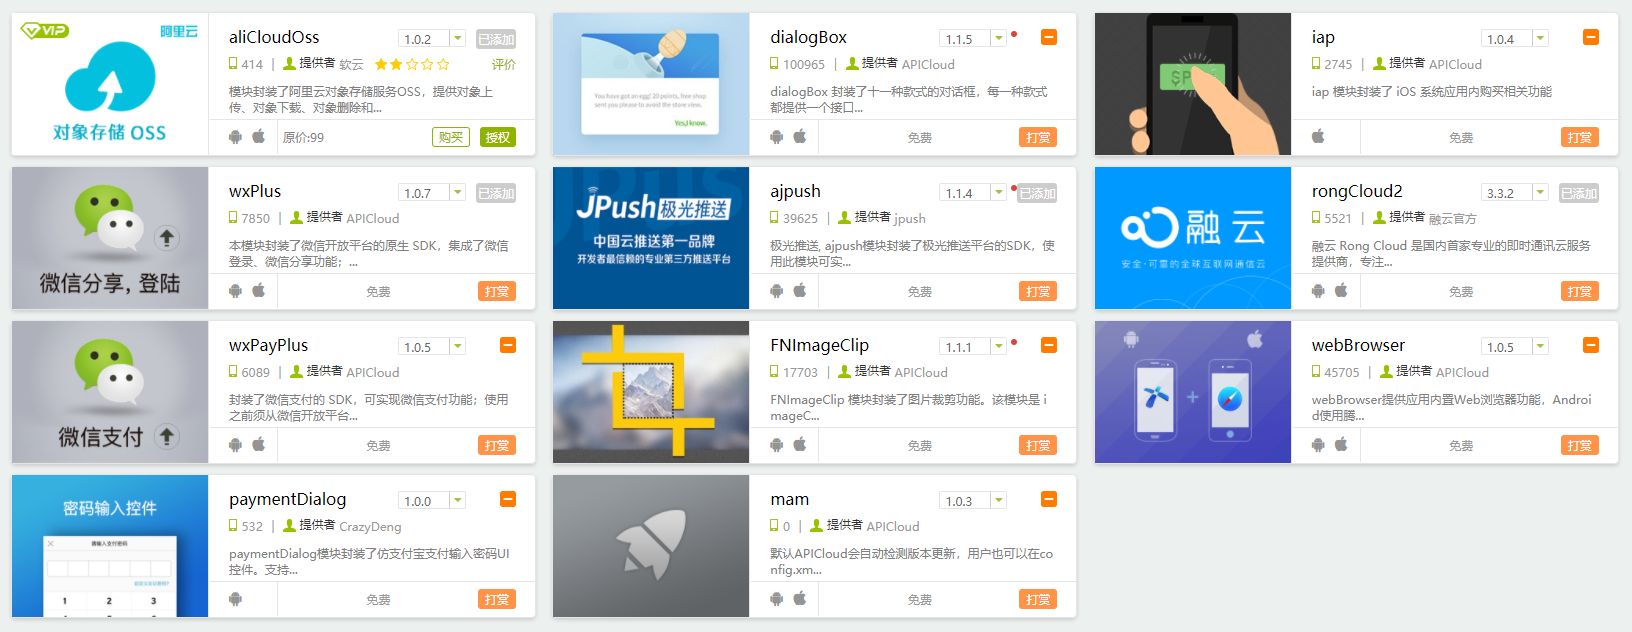 VIP
阿里云
对象存储 OSS
aliCloudOss
1.0.2
已添加
414 | 提供者 软云
评价
模块封装了阿里云对象存储服务OSS，提供对象上
传、对象下载、对象删除和...
原价:99
购买
授权
You have got an egg! 20 points, free shop
sent you please to avoid the store view.
Yes,I know.
dialogBox
1.1.5
100965 | 提供者 APICloud
dialogBox 封装了十一种款式的对话框，每一种款式
都提供一个接口...
免费
打赏
iap
1.0.4
2745 | 提供者 APICloud
iap 模块封装了 iOS 系统应用内购买相关功能
免费
打赏
微信分享, 登陆
wxPlus
1.0.7
已添加
7850 | 提供者 APICloud
本模块封装了微信开放平台的原生 SDK，集成了微信
登录、微信分享功能；...
免费
打赏
JPush极光推送
中国云推送第一品牌
开发者最信赖的专业第三方推送平台
ajpush
1.1.4
已添加
39625 | 提供者 jpush
极光推送, ajpush模块封装了极光推送平台的SDK，使
用此模块可实...
免费
打赏
融云
安全·可靠的全球互联网通信云
rongCloud2
3.3.2
已添加
5521 | 提供者 融云官方
融云 Rong Cloud 是国内首家专业的即时通讯云服务
提供商，专注...
免费
打赏
微信支付
wxPayPlus
1.0.5
6089 | 提供者 APICloud
封装了微信支付的 SDK，可实现微信支付功能；使用
之前须从微信开放平台...
免费
打赏
FNImageClip
1.1.1
17703 | 提供者 APICloud
FNImageClip 模块封装了图片裁剪功能。该模块是 i
mageC...
免费
打赏
webBrowser
1.0.5
45705 | 提供者 APICloud
webBrowser提供应用内置Web浏览器功能，Androi
d使用腾...
免费
打赏
密码输入控件
请输入支付密码
1 2 3
paymentDialog
1.0.0
532 | 提供者 CrazyDeng
paymentDialog模块封装了仿支付宝支付输入密码UI
控件。支持...
免费
打赏
mam
1.0.3
0 | 提供者 APICloud
默认APICloud会自动检测版本更新，用户也可以在co
nfig.xm...
免费
打赏